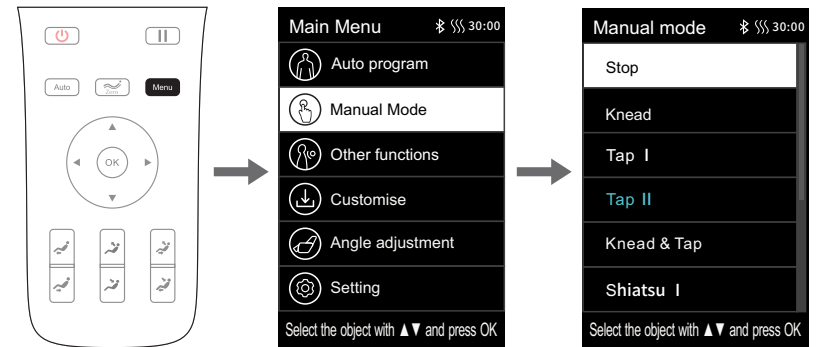 Auto
Zero
Menu
OK
Main Menu 30:00
Auto program
Manual Mode
Other functions
Customise
Angle adjustment
Setting
Select the object with ▲▼ and press OK
Manual mode 30:00
Stop
Knead
Tap I
Tap II
Knead & Tap
Shiatsu I
Select the object with ▲▼ and press OK